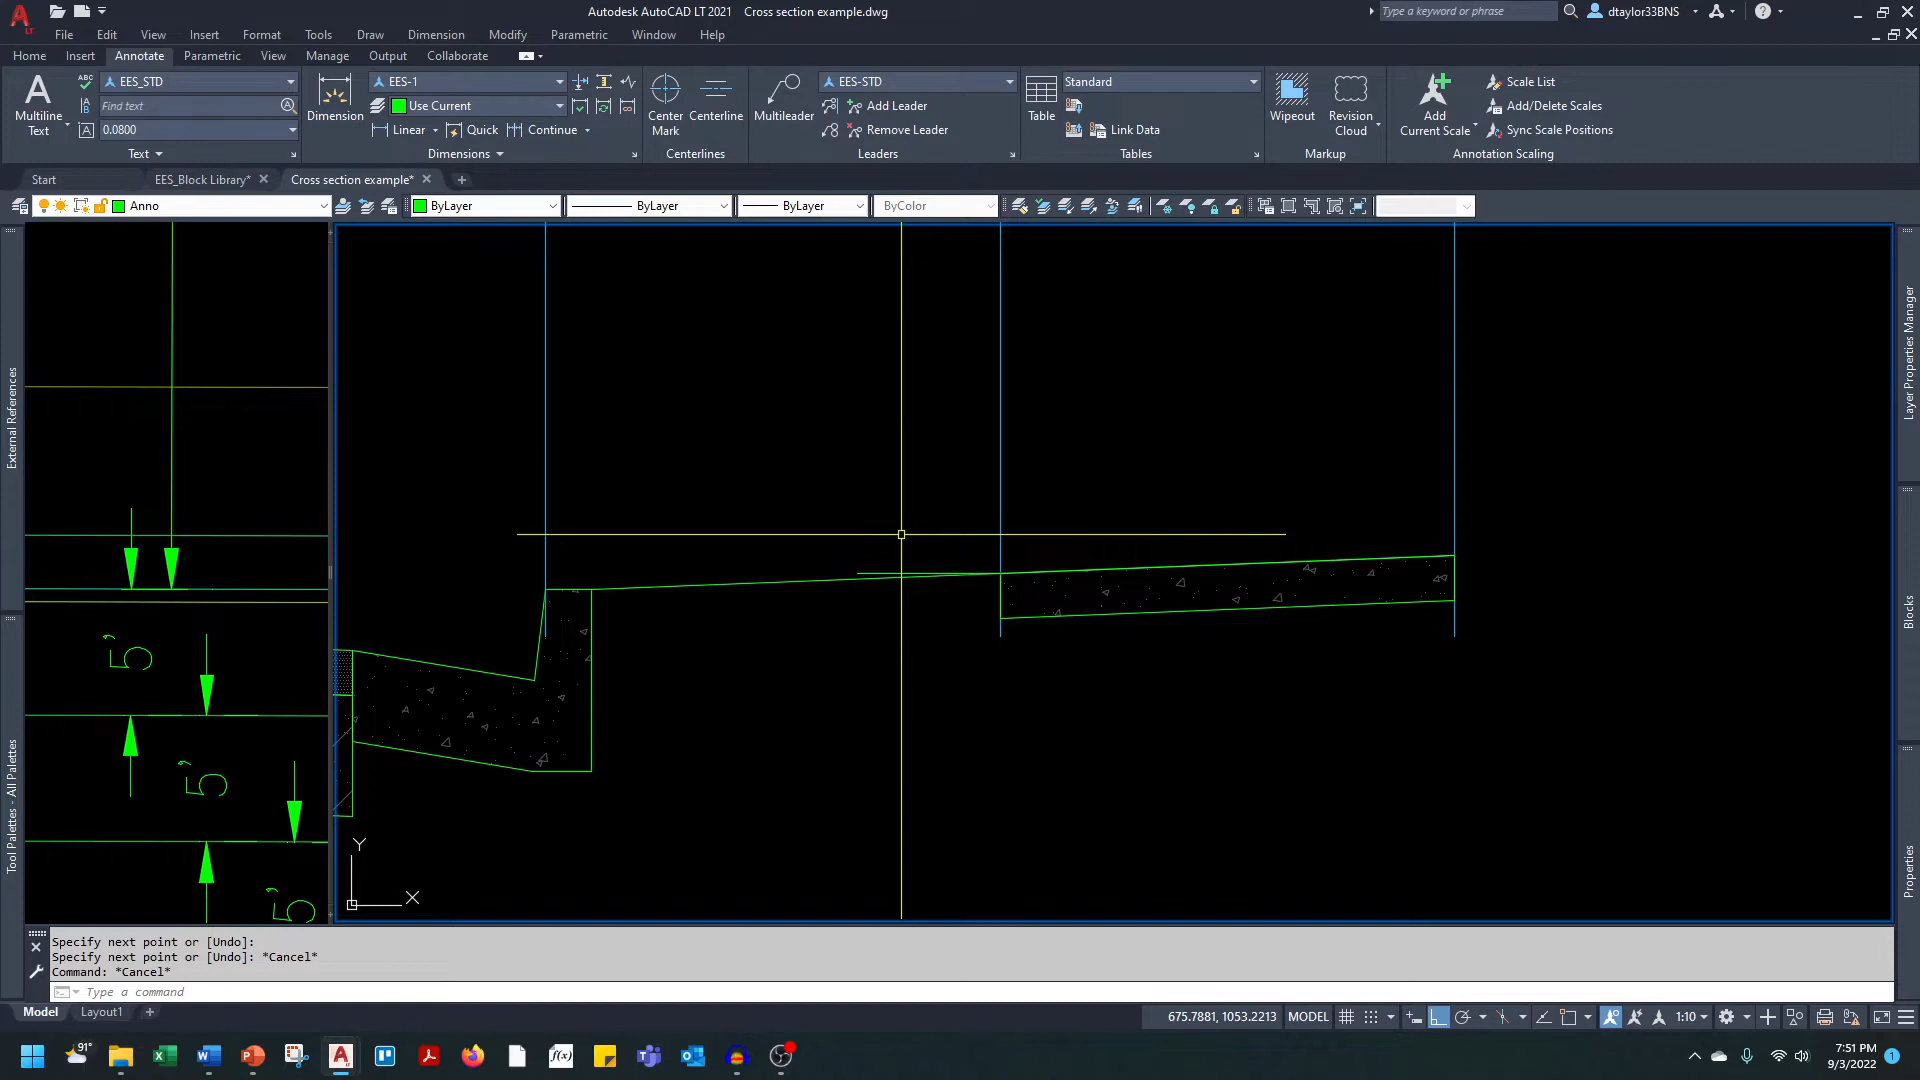 Autodesk AutoCAD LT 2021 Cross section example.dwg
Type a keyword or phrase
dtaylor33BNS
File Edit View Insert Format Tools Draw Dimension Modify Parametric Window Help
Home Insert Annotate Parametric View Manage Output Collaborate
Multiline Text
ABC
EES_STD
Find text
0.0800
Text
Dimension
EES-1
Use Current
Linear Quick Continue
Dimensions
Center Mark
Centerline
Centerlines
Multileader
EES-STD
Add Leader
Remove Leader
Leaders
Table
Standard
Link Data
Tables
Wipeout
Revision Cloud
Markup
Add Current Scale
Scale List
Add/Delete Scales
Sync Scale Positions
Annotation Scaling
Start EES_Block Library* Cross section example*
Anno
ByLayer ByLayer ByLayer ByColor
External References
Tool Palettes - All Palettes
Layer Properties Manager
Blocks
Properties
5'
5'
5'
Y
X
Specify next point or [Undo]:
Specify next point or [Undo]: *Cancel*
Command: *Cancel*
Type a command
Model Layout1
675.7881, 1053.2213 MODEL 1:10
91°
f(x)
7:51 PM
9/3/2022
1